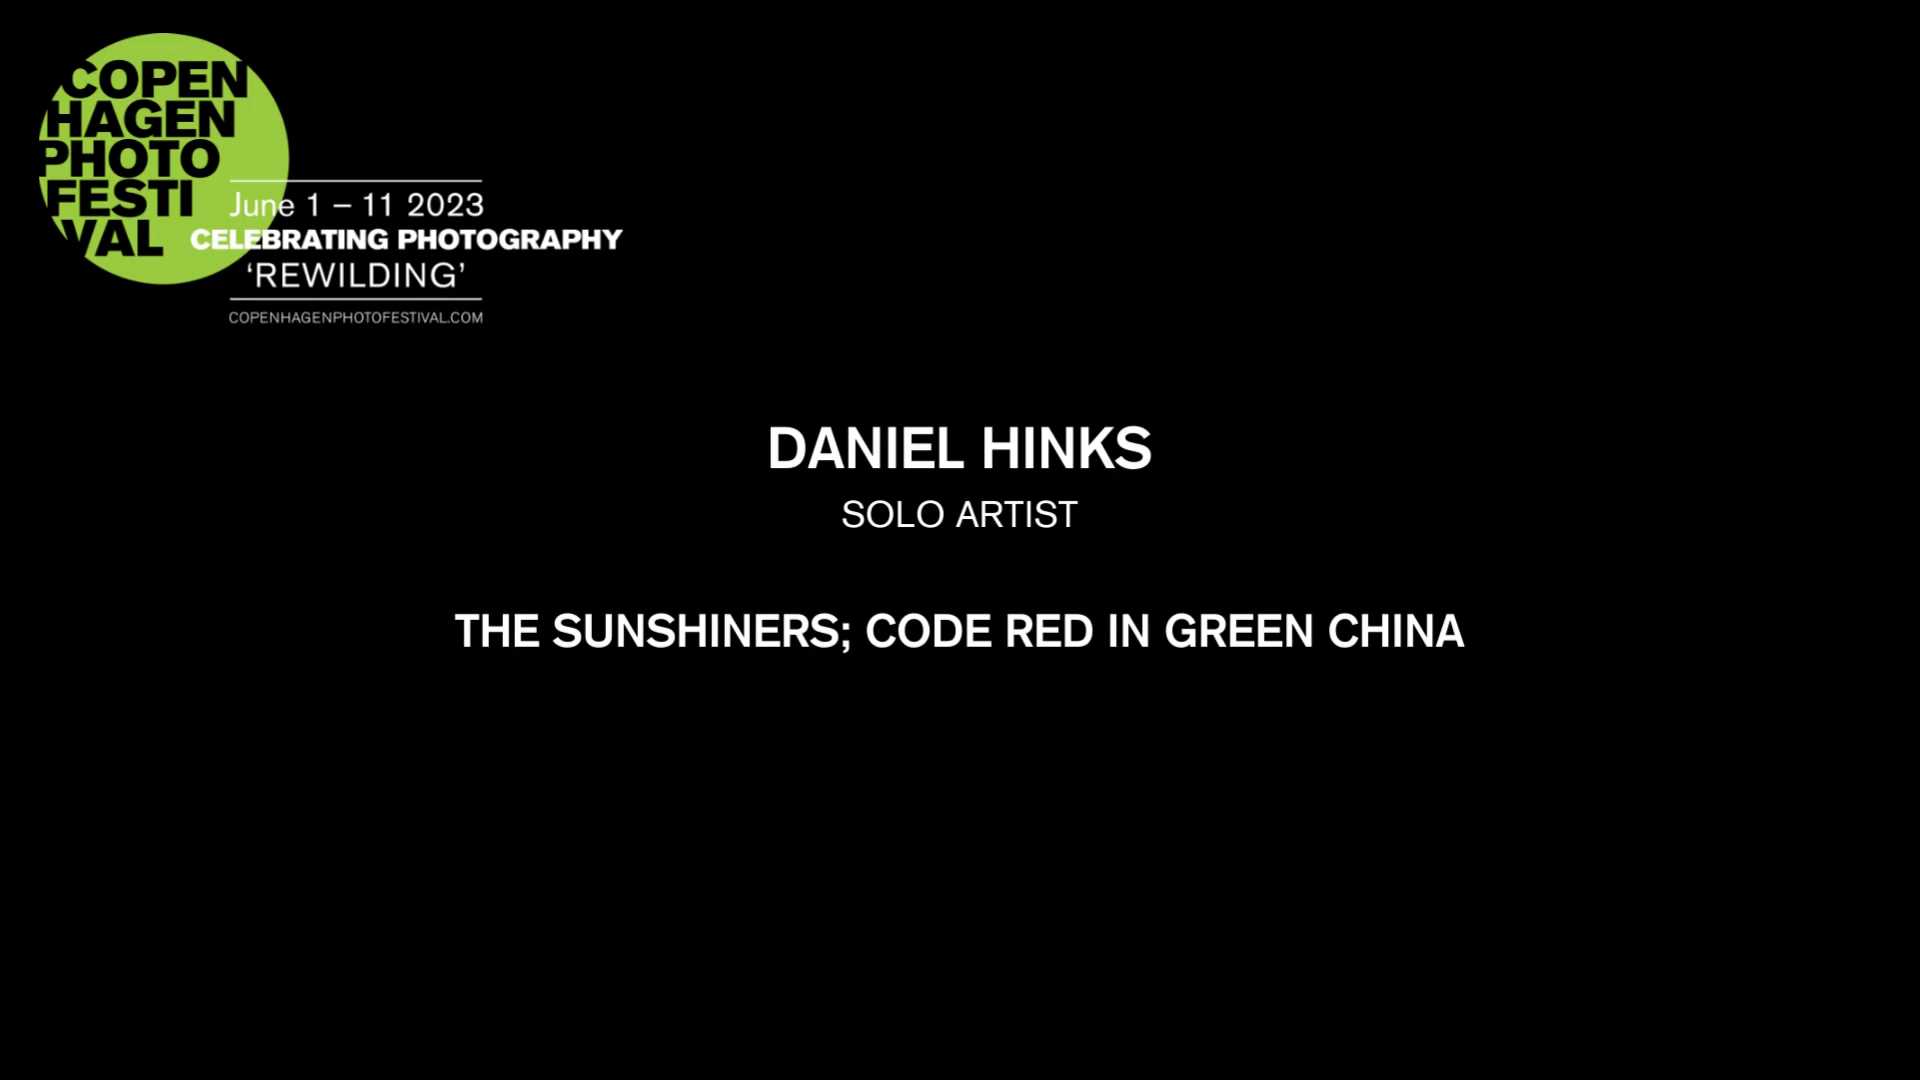 COPEN
HAGEN
PHOTO
FESTI
VAL
June 1 – 11 2023
CELEBRATING PHOTOGRAPHY
‘REWILDING’
COPENHAGENPHOTOFESTIVAL.COM
DANIEL HINKS
SOLO ARTIST
THE SUNSHINERS; CODE RED IN GREEN CHINA